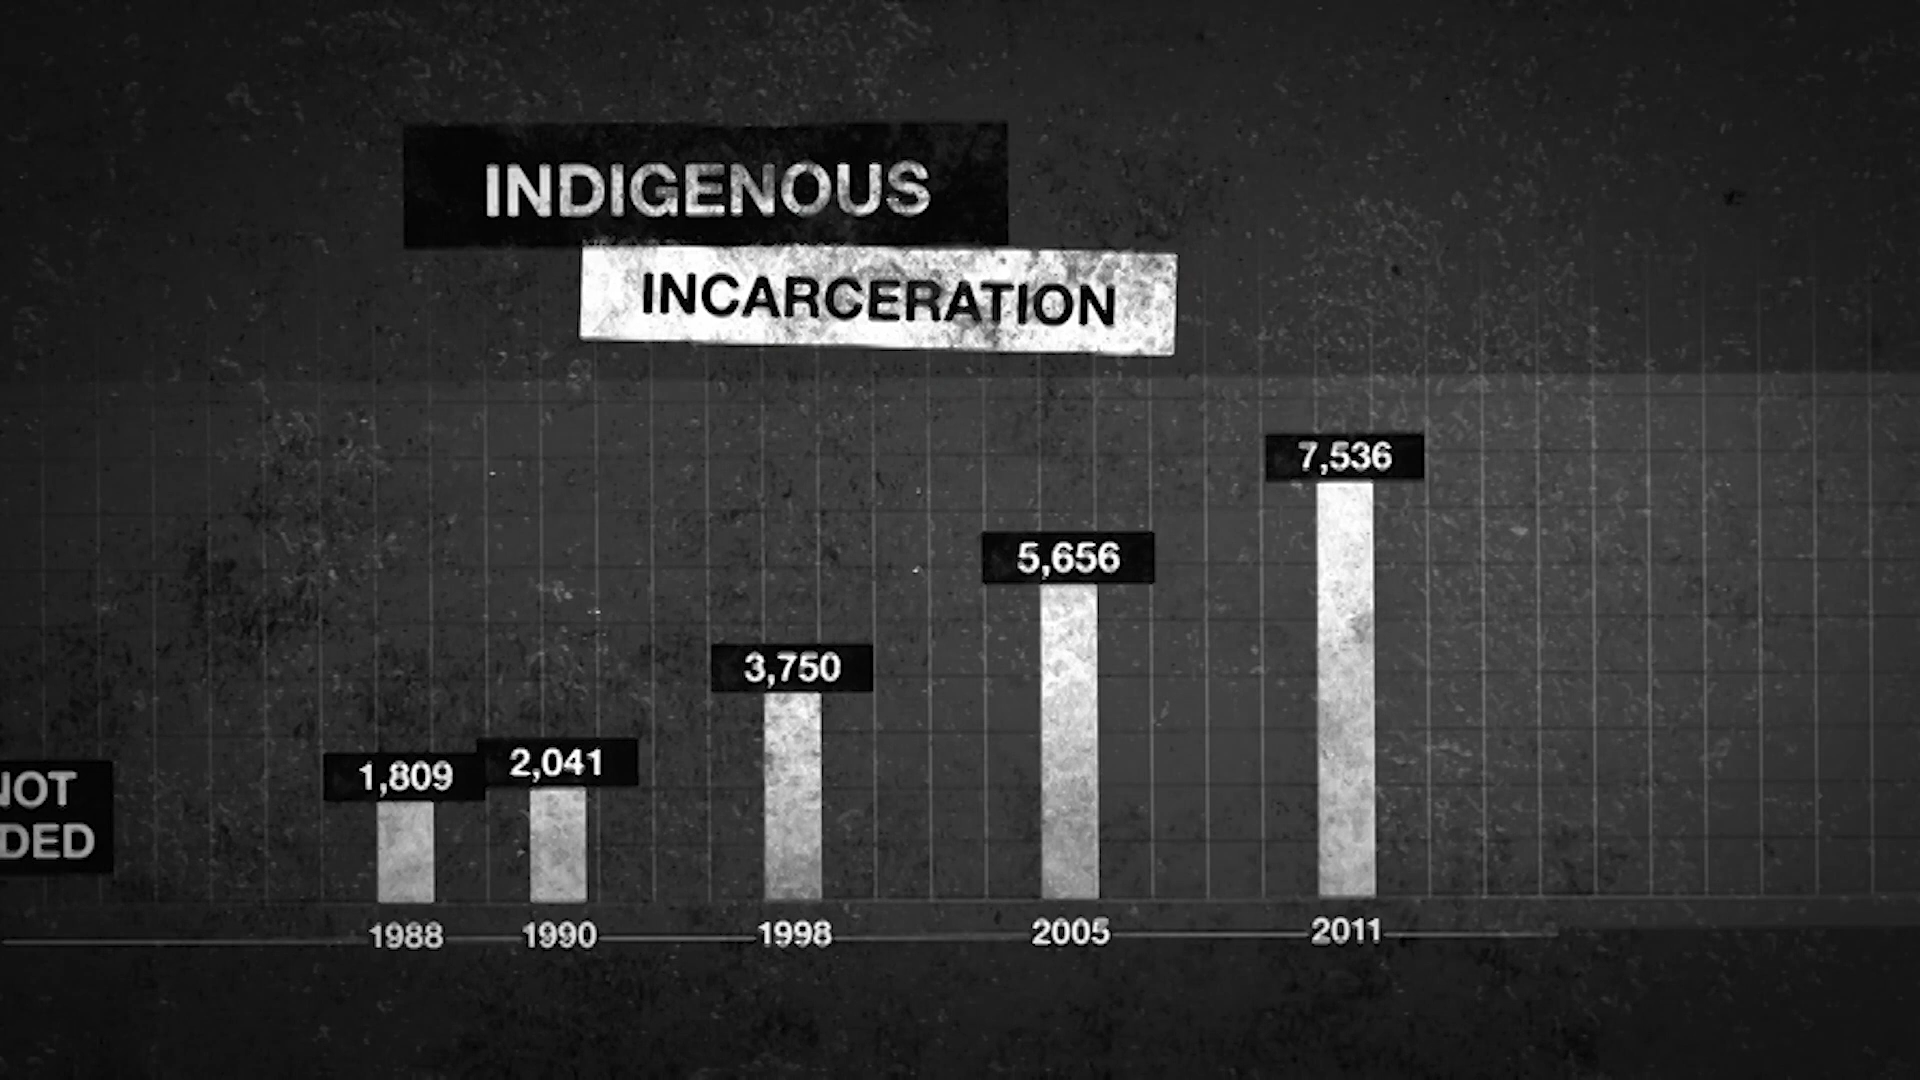 INDIGENOUS
INCARCERATION
7,536
5,656
3,750
2,041
1,809
NOT
DED
1988 1990 1998 2005 2011